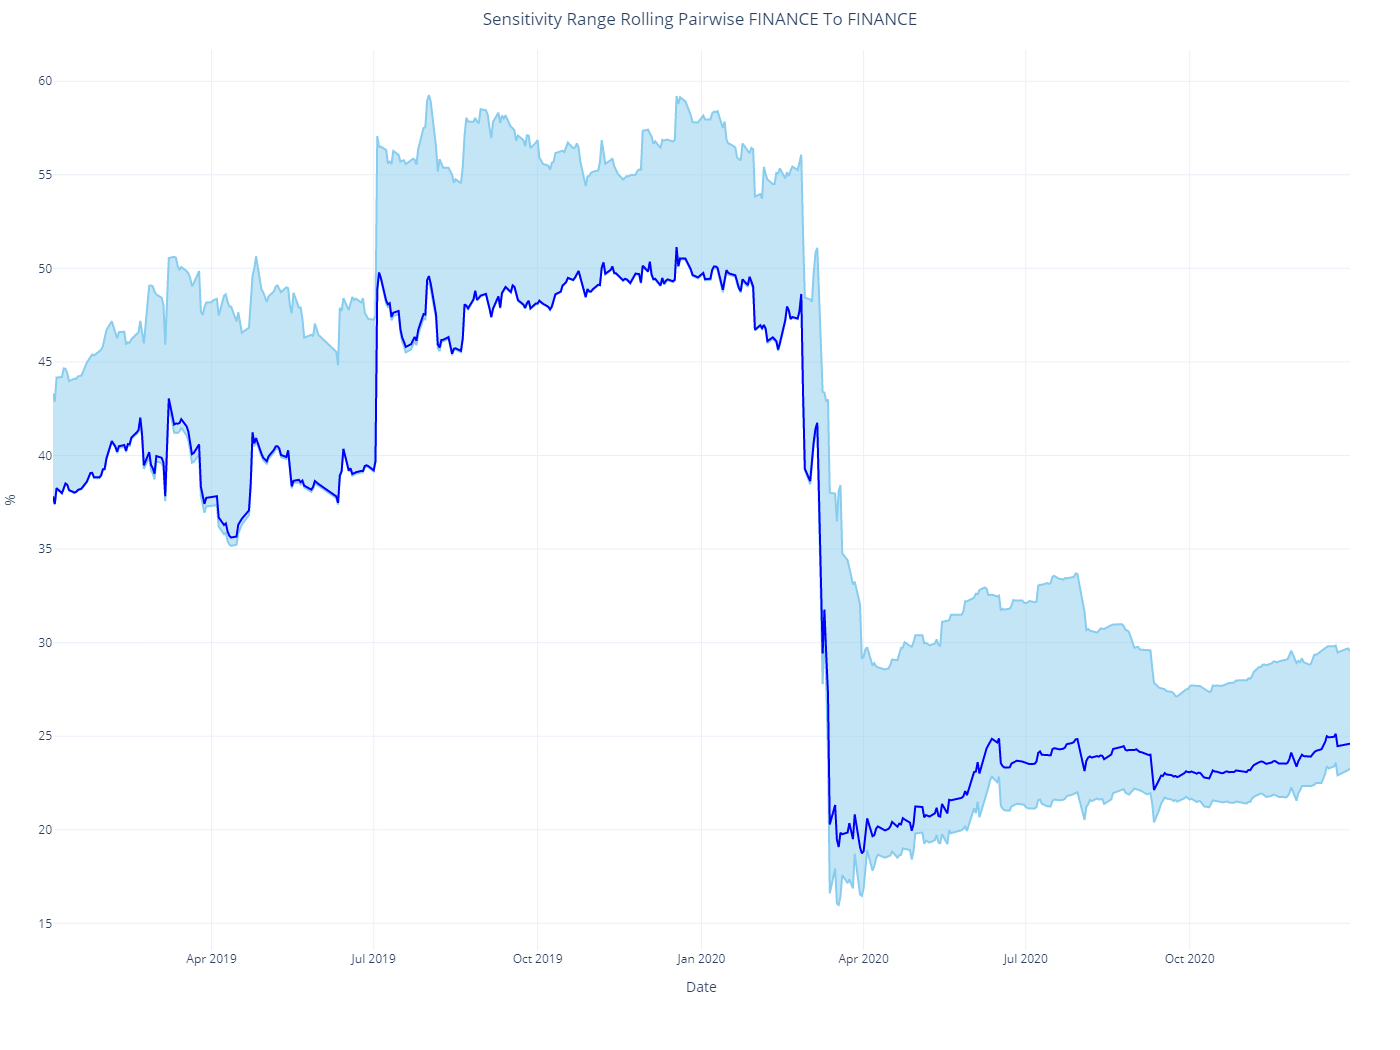 Sensitivity Range Rolling Pairwise FINANCE To FINANCE
60
55
50
45
40
35
30
25
20
15
%
Apr 2019
Jul 2019
Oct 2019
Jan 2020
Apr 2020
Jul 2020
Oct 2020
Date